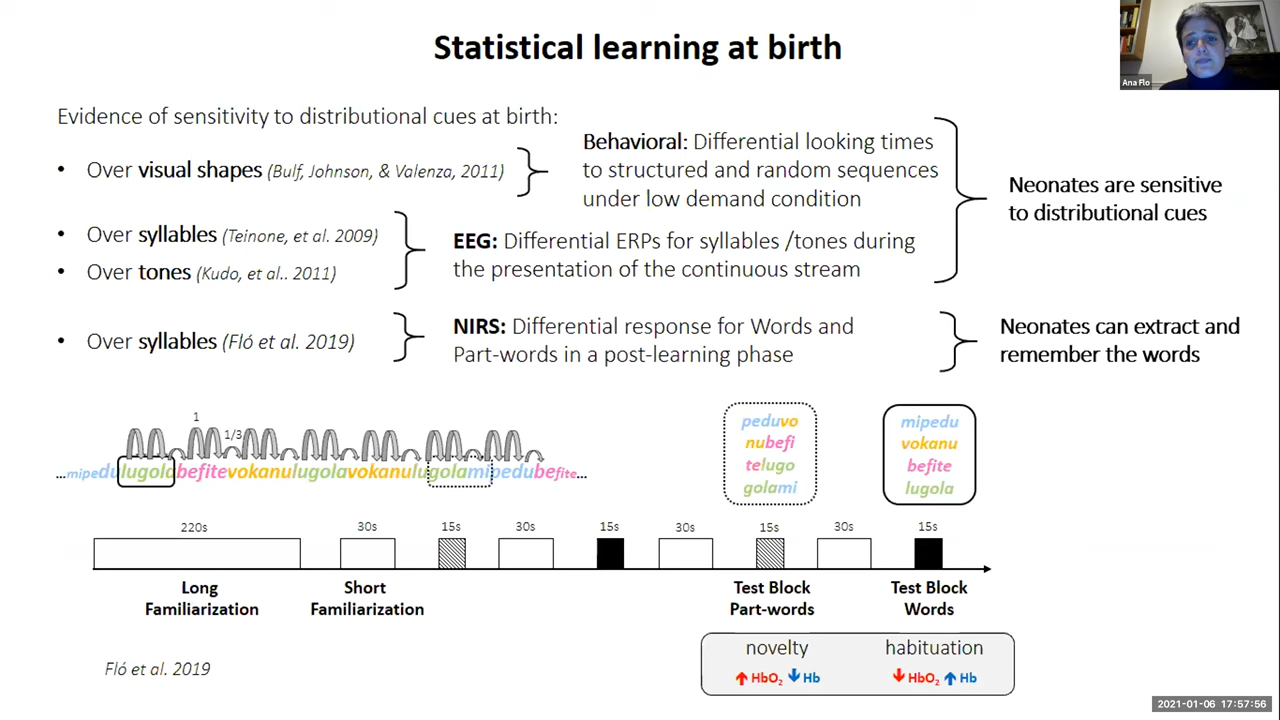 Statistical learning at birth
Ana Flo
Evidence of sensitivity to distributional cues at birth:
• Over visual shapes (Bulf, Johnson, & Valenza, 2011)
Behavioral: Differential looking times
to structured and random sequences
under low demand condition
• Over syllables (Teinone, et al. 2009)
• Over tones (Kudo, et al.. 2011)
EEG: Differential ERPs for syllables /tones during
the presentation of the continuous stream
Neonates are sensitive
to distributional cues
• Over syllables (Fló et al. 2019)
NIRS: Differential response for Words and
Part-words in a post-learning phase
Neonates can extract and
remember the words
1
1/3
...mipedulugolabefitevokanulugolavokanulugolamipedubefite...
peduvo
nubefi
telugo
golami
mipedu
vokanu
befite
lugola
220s 30s 15s 30s 15s 30s 15s 30s 15s
Long
Familiarization
Short
Familiarization
Test Block
Part-words
Test Block
Words
novelty habituation
HbO₂ Hb HbO₂ Hb
Fló et al. 2019
2021-01-06 17:57:56